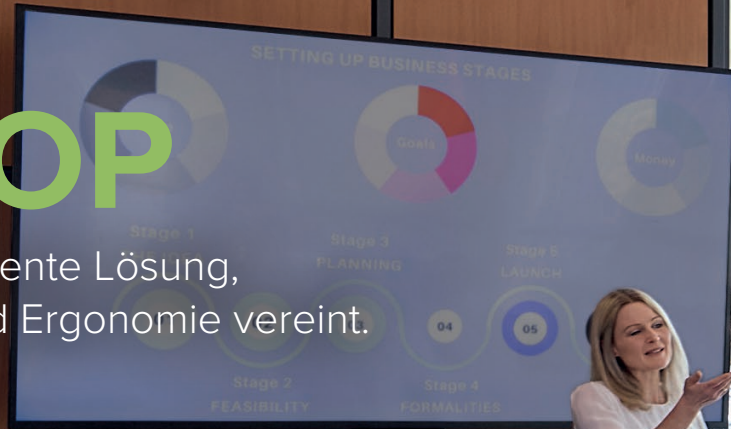 SETTING UP BUSINESS STAGES
OP
Goals
Money
ente Lösung,
d Ergonomie vereint.
Stage 1
Stage 3
PLANNING
Stage 5
LAUNCH
03
04
05
Stage 2
FEASIBILITY
Stage 4
FORMALITIES